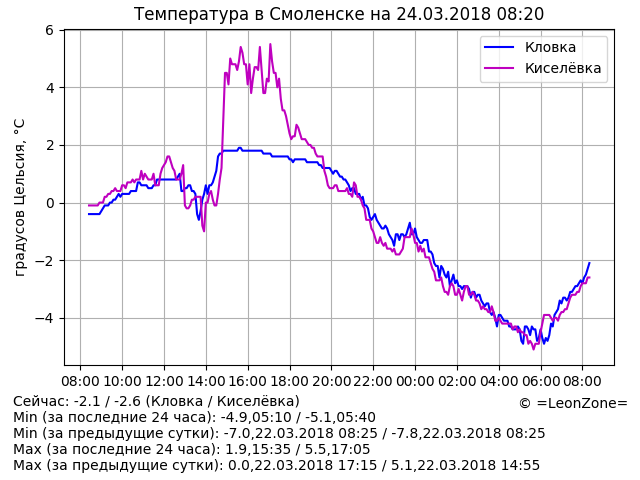 Температура в Смоленске на 24.03.2018 08:20
градусов Цельсия, °C
6
4
2
0
−2
−4
Кловка
Киселёвка
08:00 10:00 12:00 14:00 16:00 18:00 20:00 22:00 00:00 02:00 04:00 06:00 08:00
Сейчас: -2.1 / -2.6 (Кловка / Киселёвка)
© =LeonZone=
Min (за последние 24 часа): -4.9,05:10 / -5.1,05:40
Min (за предыдущие сутки): -7.0,22.03.2018 08:25 / -7.8,22.03.2018 08:25
Max (за последние 24 часа): 1.9,15:35 / 5.5,17:05
Max (за предыдущие сутки): 0.0,22.03.2018 17:15 / 5.1,22.03.2018 14:55